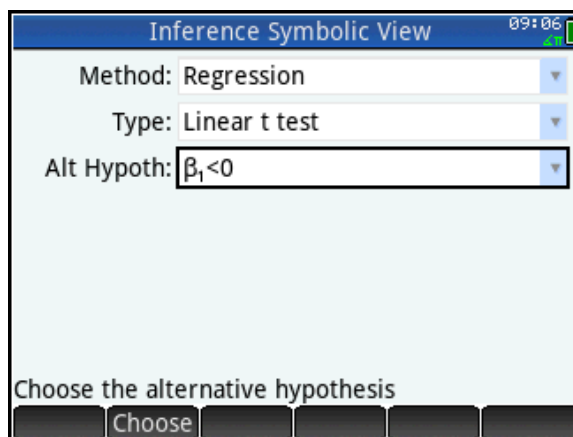 Inference Symbolic View 09:06
∠π
Method: Regression
Type: Linear t test
Alt Hypoth: β₁<0
Choose the alternative hypothesis
Choose